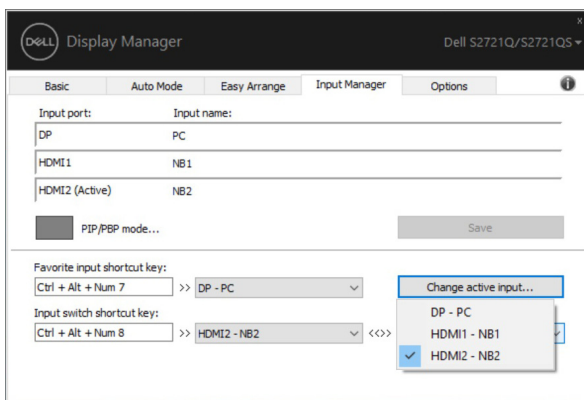 DELL Display Manager Dell S2721Q/S2721QS
Basic Auto Mode Easy Arrange Input Manager Options
Input port: Input name:
DP PC
HDMI1 NB1
HDMI2 (Active) NB2
PIP/PBP mode... Save
Favorite input shortcut key:
Ctrl + Alt + Num 7 >> DP - PC Change active input...
Input switch shortcut key:
Ctrl + Alt + Num 8 >> HDMI2 - NB2 <<>>
DP - PC
HDMI1 - NB1
HDMI2 - NB2